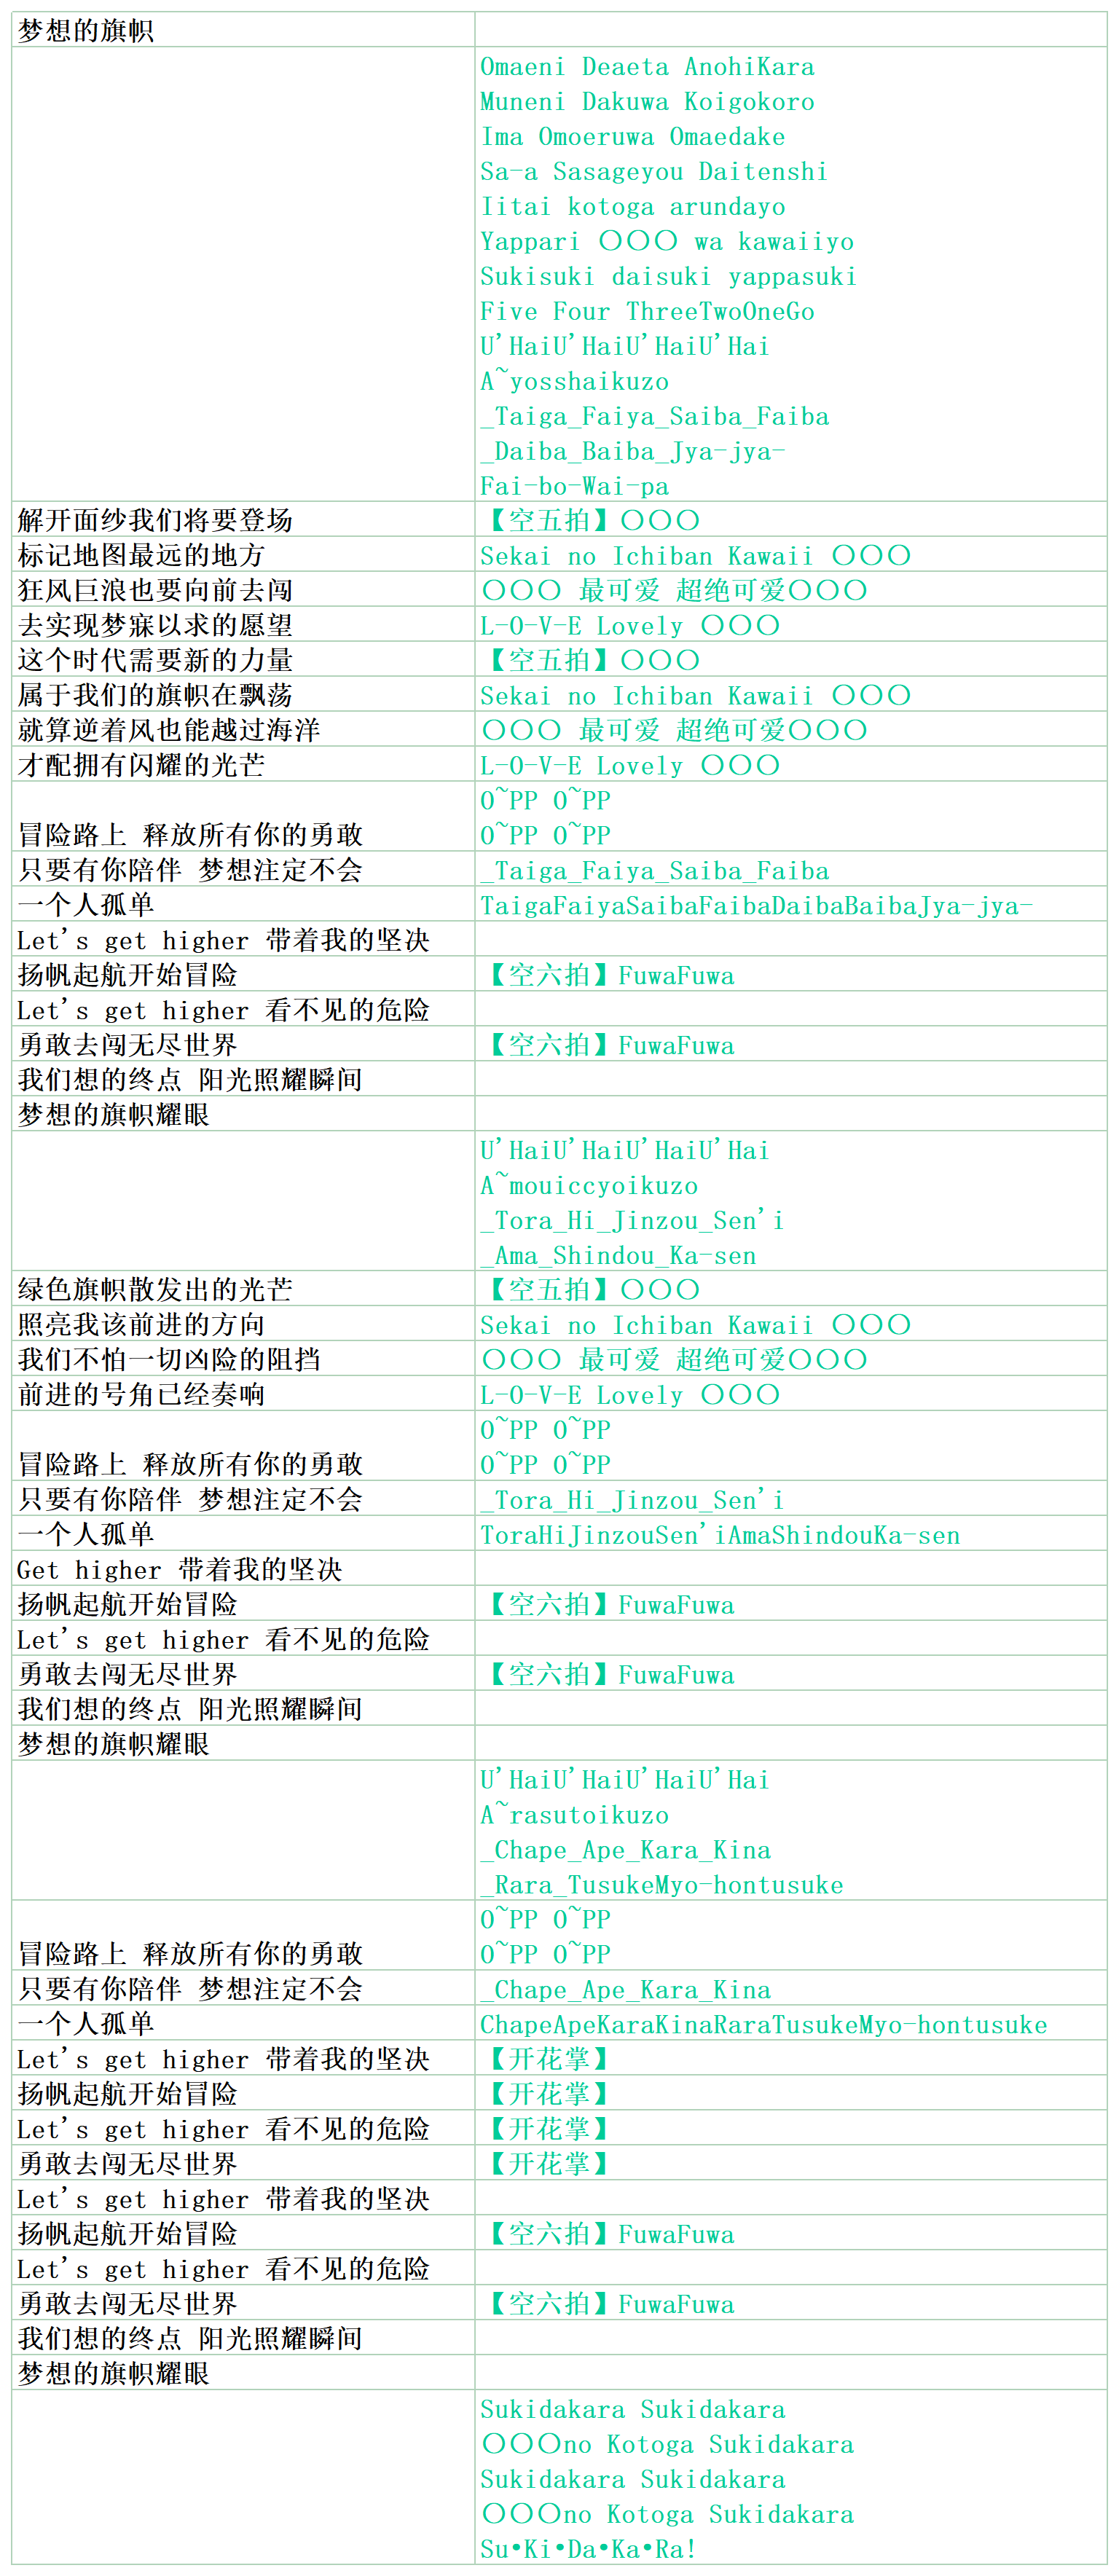 梦想的旗帜
Omaeni Deaeta AnohiKara
Muneni Dakuwa Koigokoro
Ima Omoeruwa Omaedake
Sa-a Sasageyou Daitenshi
Iitai kotoga arundayo
Yappari 〇〇〇 wa kawaiiyo
Sukisuki daisuki yappasuki
Five Four ThreeTwoOneGo
U'HaiU'HaiU'HaiU'Hai
A~yosshaikuzo
_Taiga_Faiya_Saiba_Faiba
_Daiba_Baiba_Jya-jya-
Fai-bo-Wai-pa
解开面纱我们将要登场 【空五拍】〇〇〇
标记地图最远的地方 Sekai no Ichiban Kawaii 〇〇〇
狂风巨浪也要向前去闯 〇〇〇 最可爱 超绝可爱〇〇〇
去实现梦寐以求的愿望 L-O-V-E Lovely 〇〇〇
这个时代需要新的力量 【空五拍】〇〇〇
属于我们的旗帜在飘荡 Sekai no Ichiban Kawaii 〇〇〇
就算逆着风也能越过海洋 〇〇〇 最可爱 超绝可爱〇〇〇
才配拥有闪耀的光芒 L-O-V-E Lovely 〇〇〇
O~PP O~PP
冒险路上 释放所有你的勇敢 O~PP O~PP
只要有你陪伴 梦想注定不会 _Taiga_Faiya_Saiba_Faiba
一个人孤单 TaigaFaiyaSaibaFaibaDaibaBaibaJya-jya-
Let's get higher 带着我的坚决
扬帆起航开始冒险 【空六拍】FuwaFuwa
Let's get higher 看不见的危险
勇敢去闯无尽世界 【空六拍】FuwaFuwa
我们想的终点 阳光照耀瞬间
梦想的旗帜耀眼
U'HaiU'HaiU'HaiU'Hai
A~mouiccyoikuzo
_Tora_Hi_Jinzou_Sen'i
_Ama_Shindou_Ka-sen
绿色旗帜散发出的光芒 【空五拍】〇〇〇
照亮我该前进的方向 Sekai no Ichiban Kawaii 〇〇〇
我们不怕一切凶险的阻挡 〇〇〇 最可爱 超绝可爱〇〇〇
前进的号角已经奏响 L-O-V-E Lovely 〇〇〇
O~PP O~PP
冒险路上 释放所有你的勇敢 O~PP O~PP
只要有你陪伴 梦想注定不会 _Tora_Hi_Jinzou_Sen'i
一个人孤单 ToraHiJinzouSen'iAmaShindouKa-sen
Get higher 带着我的坚决
扬帆起航开始冒险 【空六拍】FuwaFuwa
Let's get higher 看不见的危险
勇敢去闯无尽世界 【空六拍】FuwaFuwa
我们想的终点 阳光照耀瞬间
梦想的旗帜耀眼
U'HaiU'HaiU'HaiU'Hai
A~rasutoikuzo
_Chape_Ape_Kara_Kina
_Rara_TusukeMyo-hontusuke
O~PP O~PP
冒险路上 释放所有你的勇敢 O~PP O~PP
只要有你陪伴 梦想注定不会 _Chape_Ape_Kara_Kina
一个人孤单 ChapeApeKaraKinaRaraTusukeMyo-hontusuke
Let's get higher 带着我的坚决 【开花掌】
扬帆起航开始冒险 【开花掌】
Let's get higher 看不见的危险 【开花掌】
勇敢去闯无尽世界 【开花掌】
Let's get higher 带着我的坚决
扬帆起航开始冒险 【空六拍】FuwaFuwa
Let's get higher 看不见的危险
勇敢去闯无尽世界 【空六拍】FuwaFuwa
我们想的终点 阳光照耀瞬间
梦想的旗帜耀眼
Sukidakara Sukidakara
〇〇〇no Kotoga Sukidakara
Sukidakara Sukidakara
〇〇〇no Kotoga Sukidakara
Su•Ki•Da•Ka•Ra!